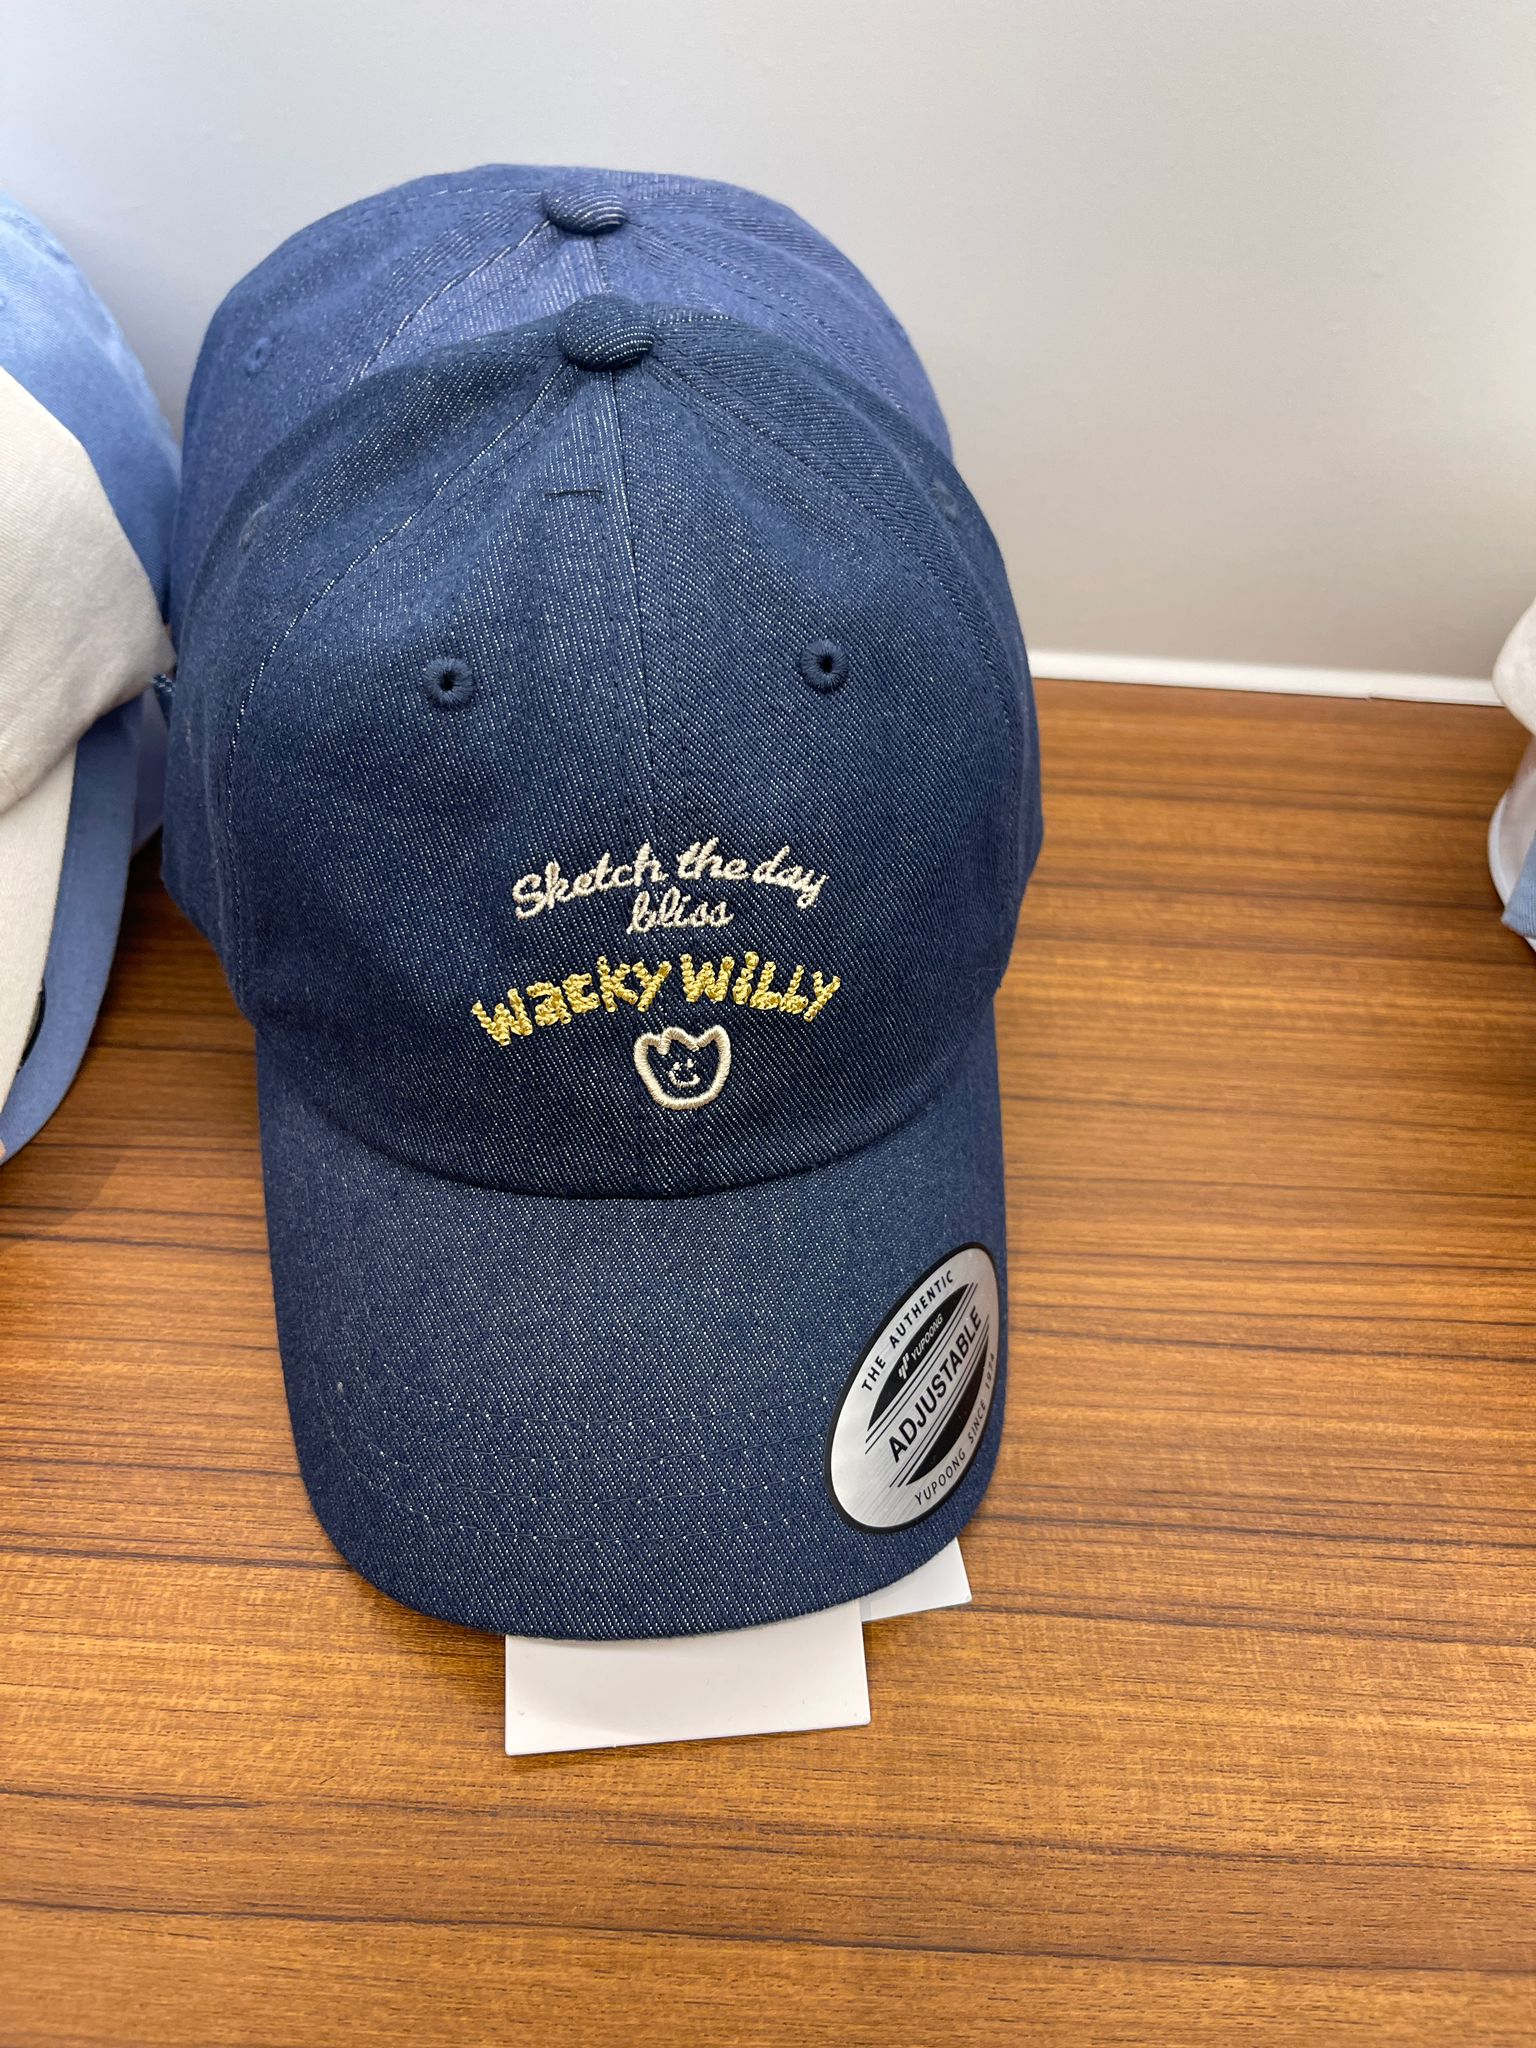 Sketch the day
bliss
WacKY WiLLY
THE AUTHENTIC
YUPOONG
ADJUSTABLE
YUPOONG SINCE 1974